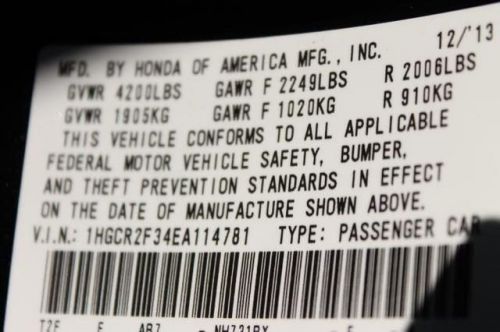 MFD. BY HONDA OF AMERICA MFG., INC. 12/'13
GVWR 4200LBS GAWR F 2249LBS R 2006LBS
GVWR 1905KG GAWR F 1020KG R 910KG
THIS VEHICLE CONFORMS TO ALL APPLICABLE
FEDERAL MOTOR VEHICLE SAFETY, BUMPER,
AND THEFT PREVENTION STANDARDS IN EFFECT
ON THE DATE OF MANUFACTURE SHOWN ABOVE.
V.I.N.: 1HGCR2F34EA114781 TYPE: PASSENGER CAR